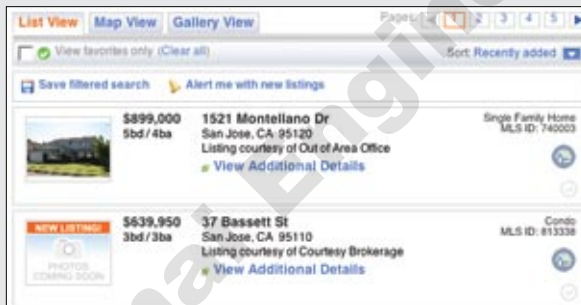 List View Map View Gallery View Pages: 1 2 3 4 5
View favorites only (Clear all) Sort: Recently added
Save filtered search Alert me with new listings
$899,000 1521 Montellano Dr Single Family Home
5bd/4ba San Jose, CA 95120 MLS ID: 740003
Listing courtesy of Out of Area Office
View Additional Details
NEW LISTING! $639,950 37 Bassett St Condo
3bd/3ba San Jose, CA 95110 MLS ID: 813338
Listing courtesy of Courtesy Brokerage
PHOTOS View Additional Details
COMING SOON